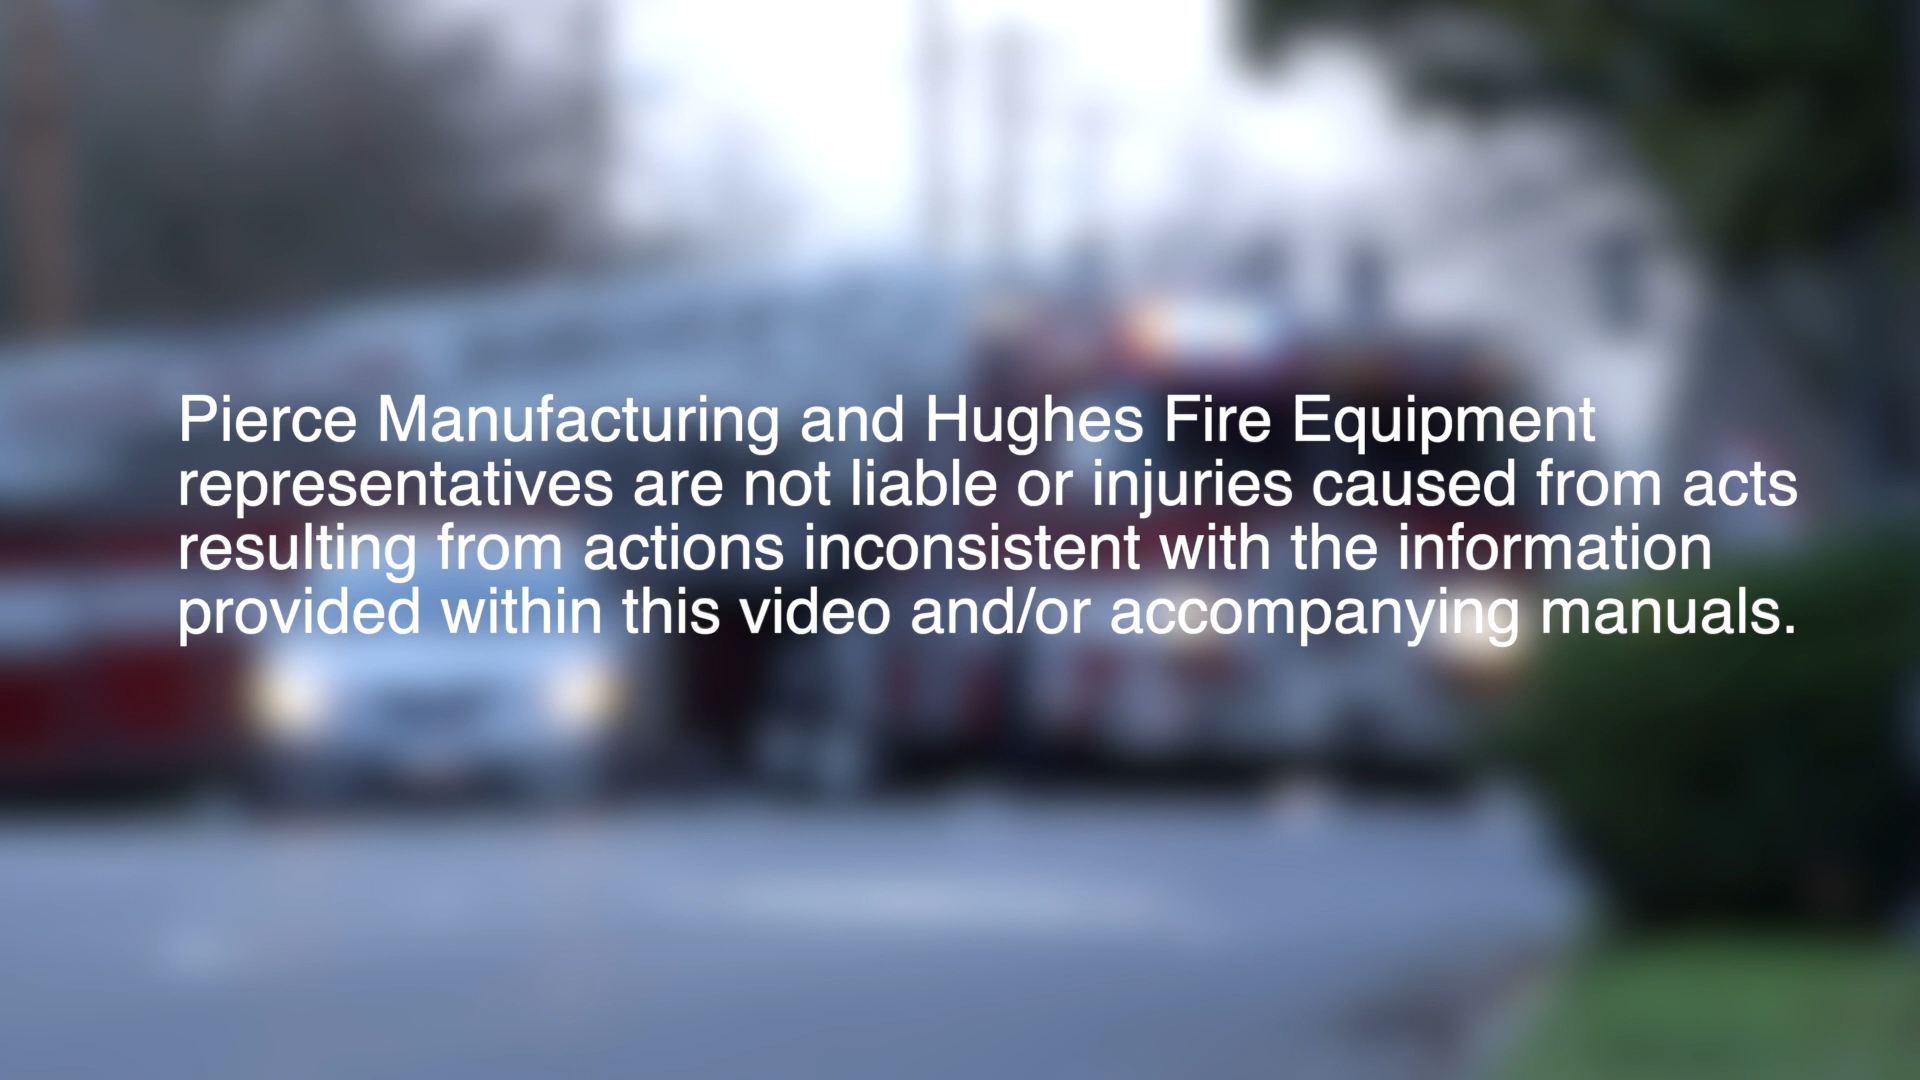 Pierce Manufacturing and Hughes Fire Equipment
representatives are not liable or injuries caused from acts
resulting from actions inconsistent with the information
provided within this video and/or accompanying manuals.